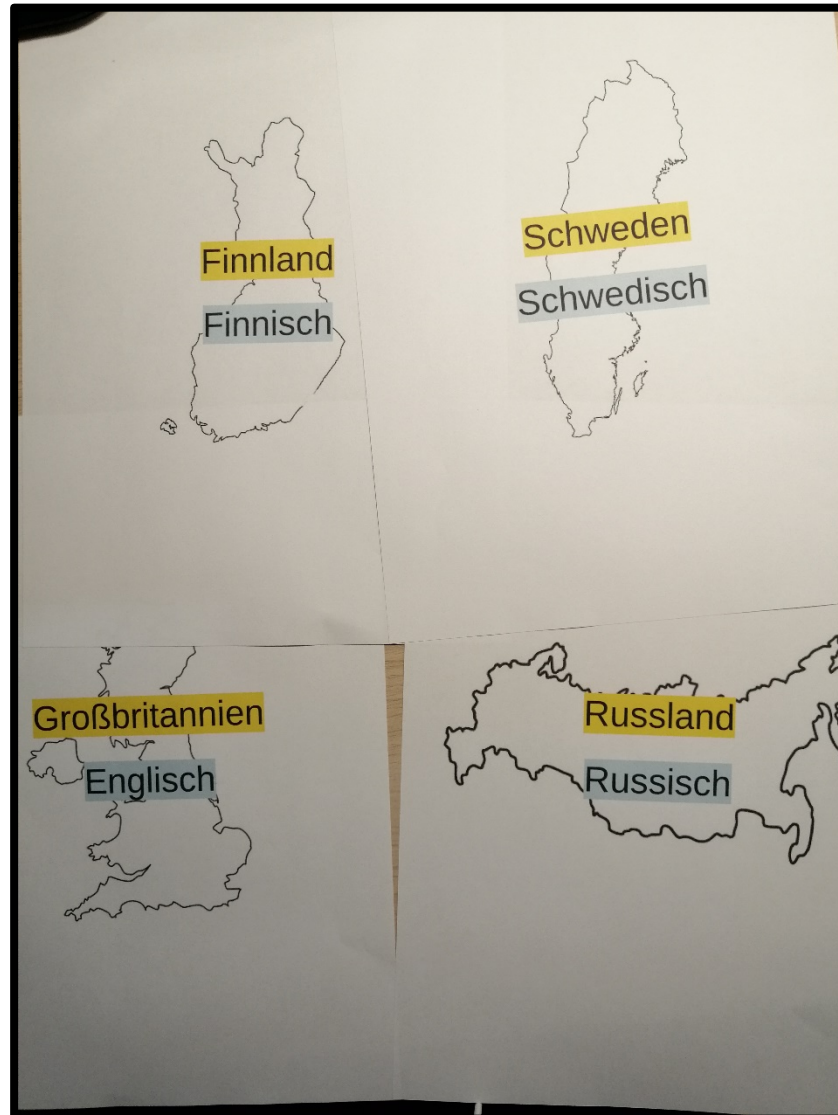 Finnland
Finnisch
Schweden
Schwedisch
Großbritannien
Englisch
Russland
Russisch